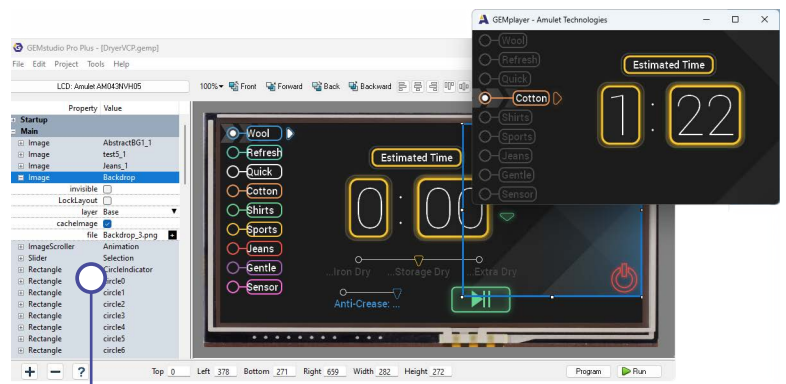 GEMplayer - Amulet Technologies
Wool
Refresh
Quick
Cotton
Shirts
Sports
Jeans
Gentle
Sensor
Estimated Time
1 : 22
GEMstudio Pro Plus - [DryerVCP.gemp]
File Edit Project Tools Help
LCD: Amulet AM043NVH05
100% Front Forward Back Backward
Property Value
Startup
Main
Image AbstractBG1_1
Image test5_1
Image Jeans_1
Image Backdrop
invisible
LockLayout
layer Base
cacheImage
file Backdrop_3.png
ImageScroller Animation
Slider Selection
Rectangle CircleIndicator
Rectangle circle0
Rectangle circle1
Rectangle circle2
Rectangle circle3
Rectangle circle4
Rectangle circle5
Rectangle circle6
Wool
Refresh
Quick
Cotton
Shirts
Sports
Jeans
Gentle
Sensor
Estimated Time
0 : 00
...Iron Dry ...Storage Dry ...Extra Dry
Anti-Crease: ...
Top 0 Left 378 Bottom 271 Right 659 Width 282 Height 272 Program Run